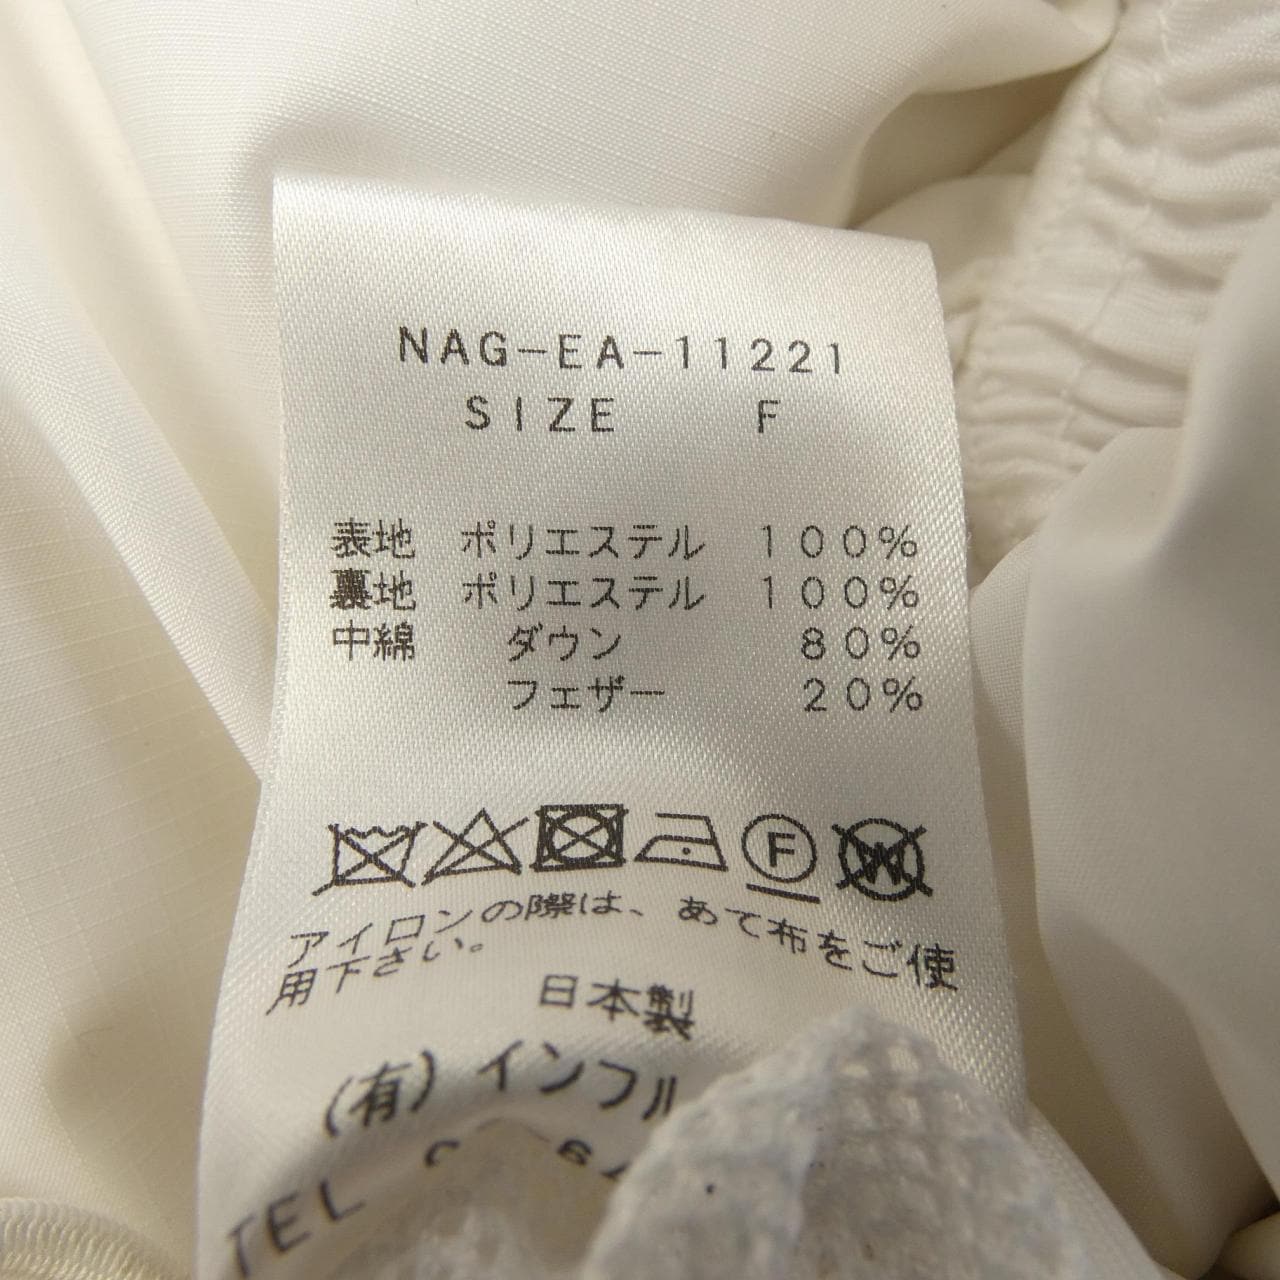 NAG-EA-11221
SIZE F
表地 ポリエステル 100%
裏地 ポリエステル 100%
中綿 ダウン 80%
フェザー 20%
F W
アイロンの際は、あて布をご使
用下さい。
日本製
(有)インフル
TEL